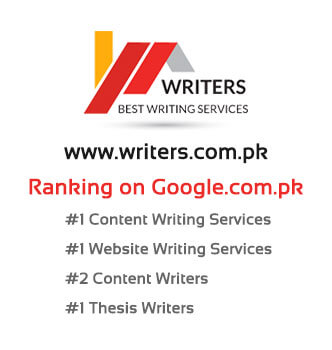 WRITERS
BEST WRITING SERVICES
www.writers.com.pk
Ranking on Google.com.pk
#1 Content Writing Services
#1 Website Writing Services
#2 Content Writers
#1 Thesis Writers